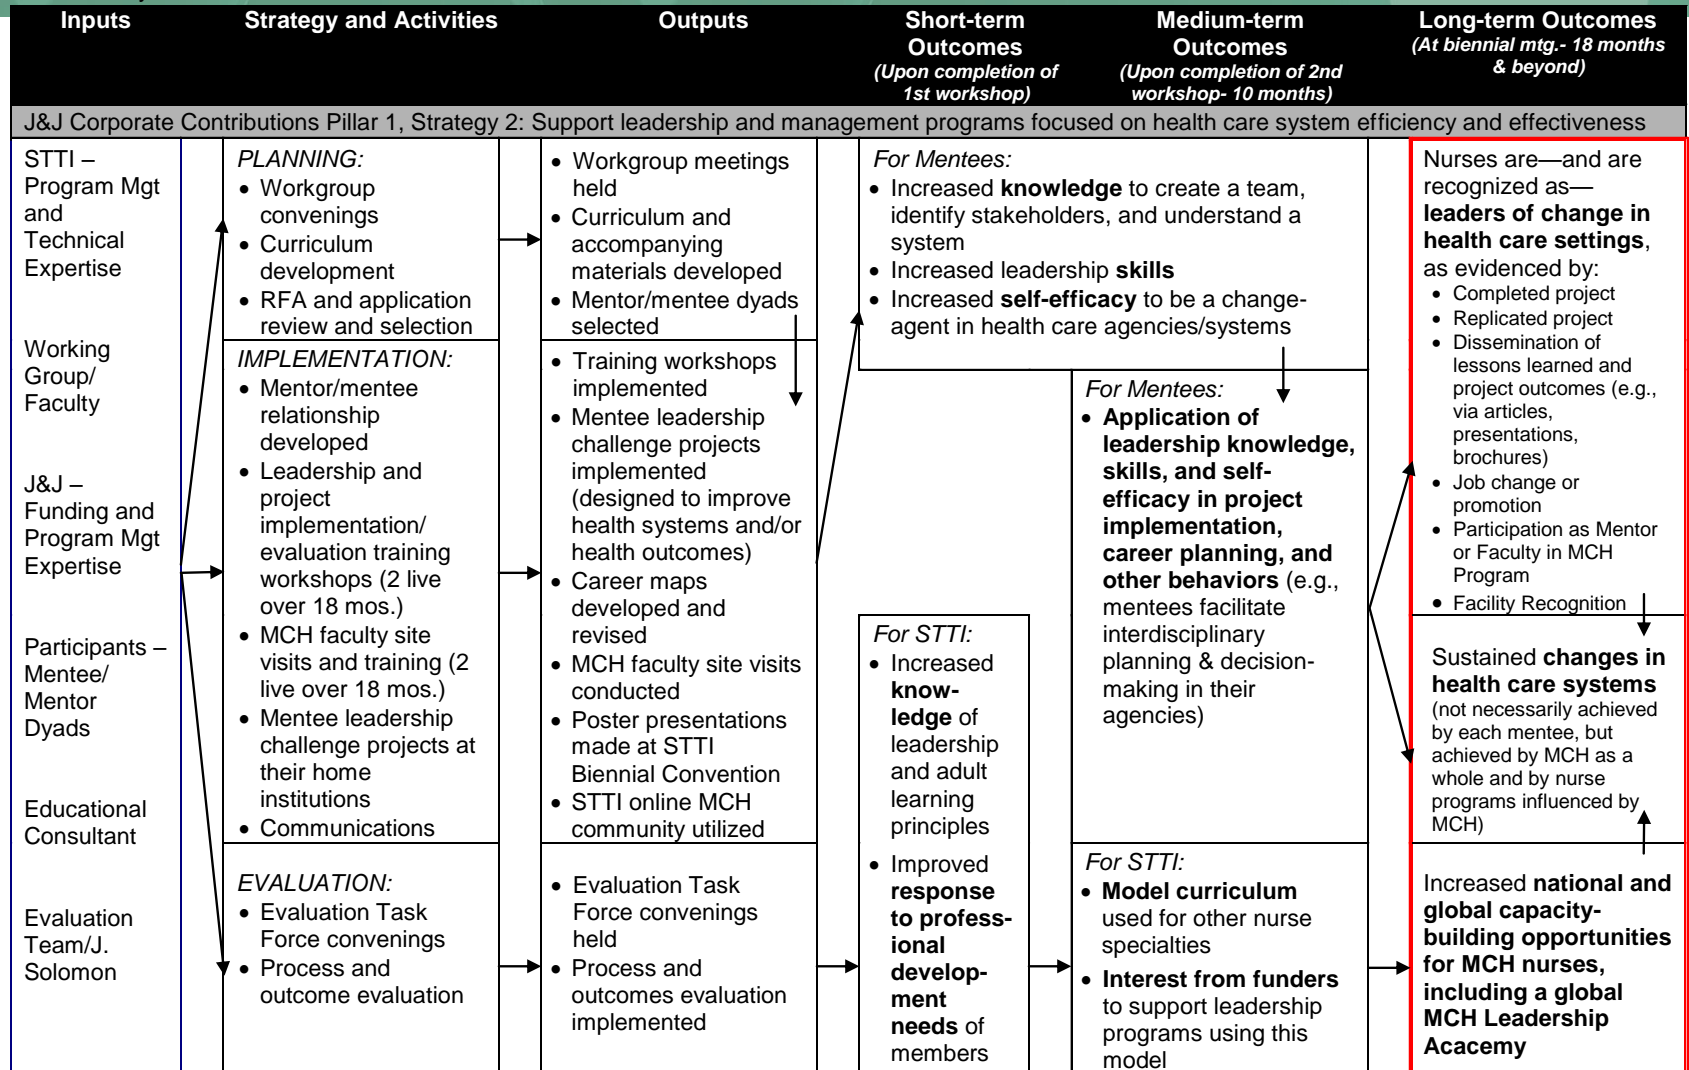 Inputs
Strategy and Activities
Outputs
Short-term
Outcomes
(Upon completion of
1st workshop)
Medium-term
Outcomes
(Upon completion of 2nd
workshop- 10 months)
Long-term Outcomes
(At biennial mtg.- 18 months
& beyond)
J&J Corporate Contributions Pillar 1, Strategy 2: Support leadership and management programs focused on health care system efficiency and effectiveness
STTI –
Program Mgt
and
Technical
Expertise
Working
Group/
Faculty
J&J –
Funding and
Program Mgt
Expertise
Participants –
Mentee/
Mentor
Dyads
Educational
Consultant
Evaluation
Team/J.
Solomon
PLANNING:
• Workgroup
convenings
• Curriculum
development
• RFA and application
review and selection
IMPLEMENTATION:
• Mentor/mentee
relationship
developed
• Leadership and
project
implementation/
evaluation training
workshops (2 live
over 18 mos.)
• MCH faculty site
visits and training (2
live over 18 mos.)
• Mentee leadership
challenge projects at
their home
institutions
• Communications
EVALUATION:
• Evaluation Task
Force convenings
• Process and
outcome evaluation
• Workgroup meetings
held
• Curriculum and
accompanying
materials developed
• Mentor/mentee dyads
selected
• Training workshops
implemented
• Mentee leadership
challenge projects
implemented
(designed to improve
health systems and/or
health outcomes)
• Career maps
developed and
revised
• MCH faculty site visits
conducted
• Poster presentations
made at STTI
Biennial Convention
• STTI online MCH
community utilized
• Evaluation Task
Force convenings
held
• Process and
outcomes evaluation
implemented
For Mentees:
• Increased knowledge to create a team,
identify stakeholders, and understand a
system
• Increased leadership skills
• Increased self-efficacy to be a change-
agent in health care agencies/systems
For STTI:
• Increased
know-
ledge of
leadership
and adult
learning
principles
• Improved
response
to profess-
ional
develop-
ment
needs of
members
For Mentees:
• Application of
leadership knowledge,
skills, and self-
efficacy in project
implementation,
career planning, and
other behaviors (e.g.,
mentees facilitate
interdisciplinary
planning & decision-
making in their
agencies)
For STTI:
• Model curriculum
used for other nurse
specialties
• Interest from funders
to support leadership
programs using this
model
Nurses are—and are
recognized as—
leaders of change in
health care settings,
as evidenced by:
• Completed project
• Replicated project
• Dissemination of
lessons learned and
project outcomes (e.g.,
via articles,
presentations,
brochures)
• Job change or
promotion
• Participation as Mentor
or Faculty in MCH
Program
• Facility Recognition
Sustained changes in
health care systems
(not necessarily achieved
by each mentee, but
achieved by MCH as a
whole and by nurse
programs influenced by
MCH)
Increased national and
global capacity-
building opportunities
for MCH nurses,
including a global
MCH Leadership
Acacemy